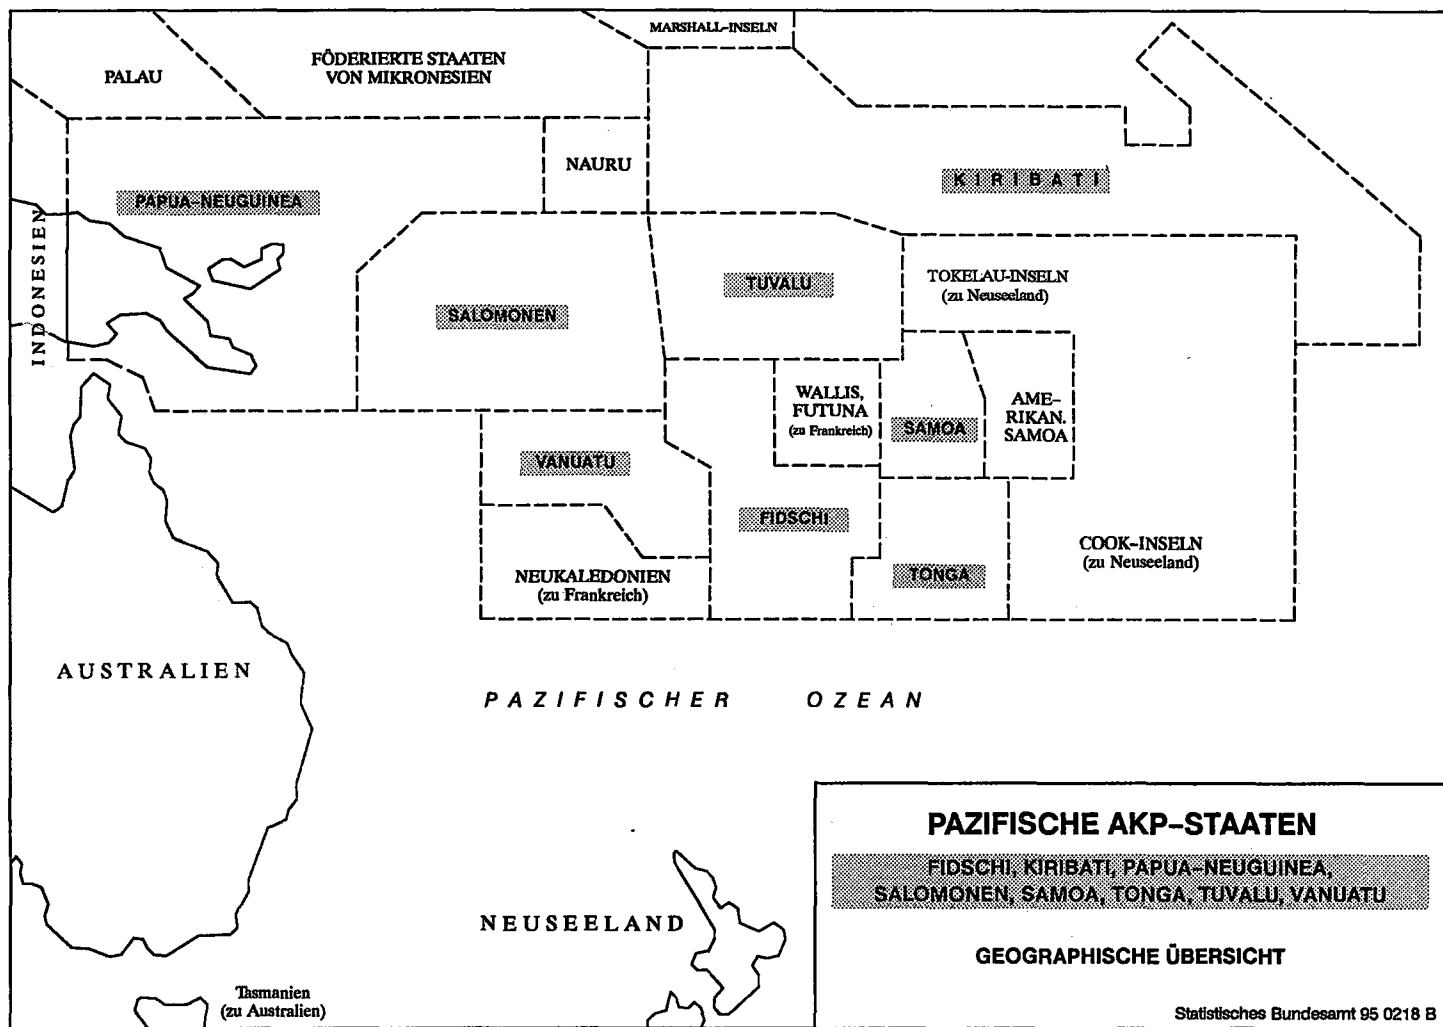 MARSHALL-INSELN
FÖDERIERTE STAATEN
VON MIKRONESIEN
PALAU
NAURU
KIRIBATI
PAPUA-NEUGUINEA
INDONESIEN
TUVALU
TOKELAU-INSELN
(zu Neuseeland)
SALOMONEN
WALLIS,
FUTUNA
(zu Frankreich)
SAMOA
AME-
RIKAN.
SAMOA
VANUATU
FIDSCHI
COOK-INSELN
(zu Neuseeland)
NEUKALEDONIEN
(zu Frankreich)
TONGA
AUSTRALIEN
PAZIFISCHER OZEAN
NEUSEELAND
Tasmanien
(zu Australien)
PAZIFISCHE AKP-STAATEN
FIDSCHI, KIRIBATI, PAPUA-NEUGUINEA,
SALOMONEN, SAMOA, TONGA, TUVALU, VANUATU
GEOGRAPHISCHE ÜBERSICHT
Statistisches Bundesamt 95 0218 B